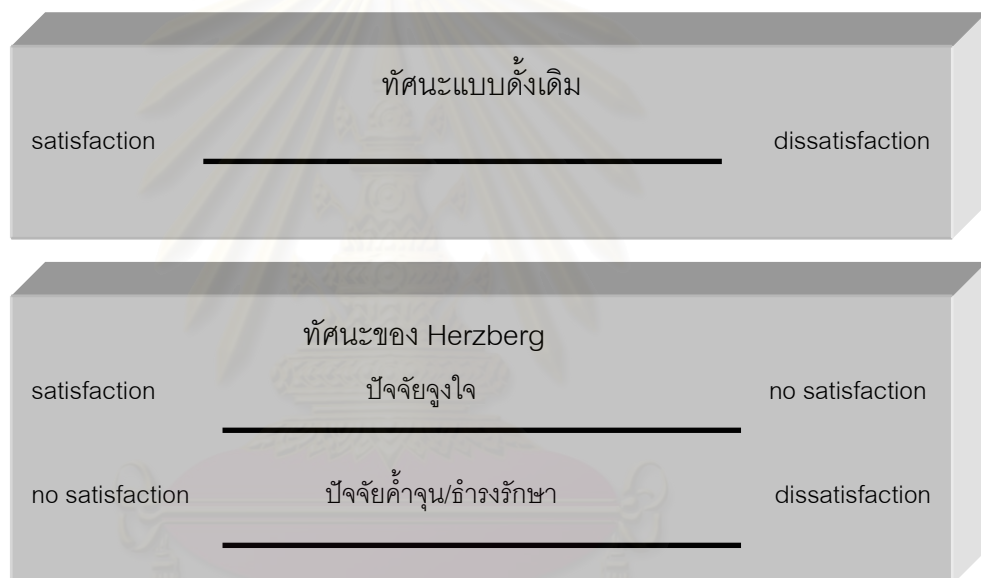 ทัศนะแบบดั้งเดิม
satisfaction dissatisfaction
ทัศนะของ Herzberg
satisfaction ปัจจัยจูงใจ no satisfaction
no satisfaction ปัจจัยค้ำจุน/ธำรงรักษา dissatisfaction